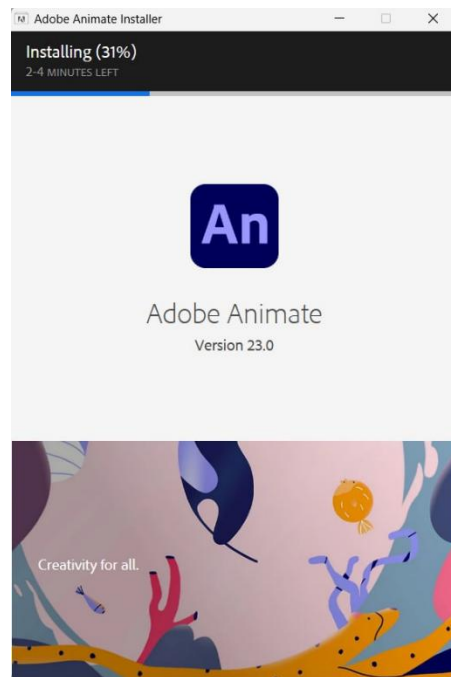 Adobe Animate Installer
Installing (31%)
2-4 MINUTES LEFT
An
Adobe Animate
Version 23.0
Creativity for all.